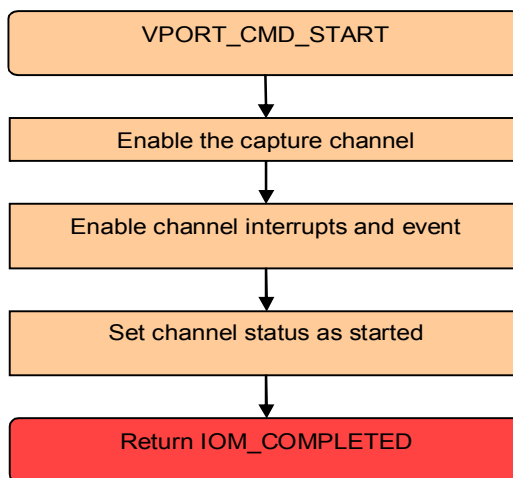 VPORT_CMD_START
Enable the capture channel
Enable channel interrupts and event
Set channel status as started
Return IOM_COMPLETED